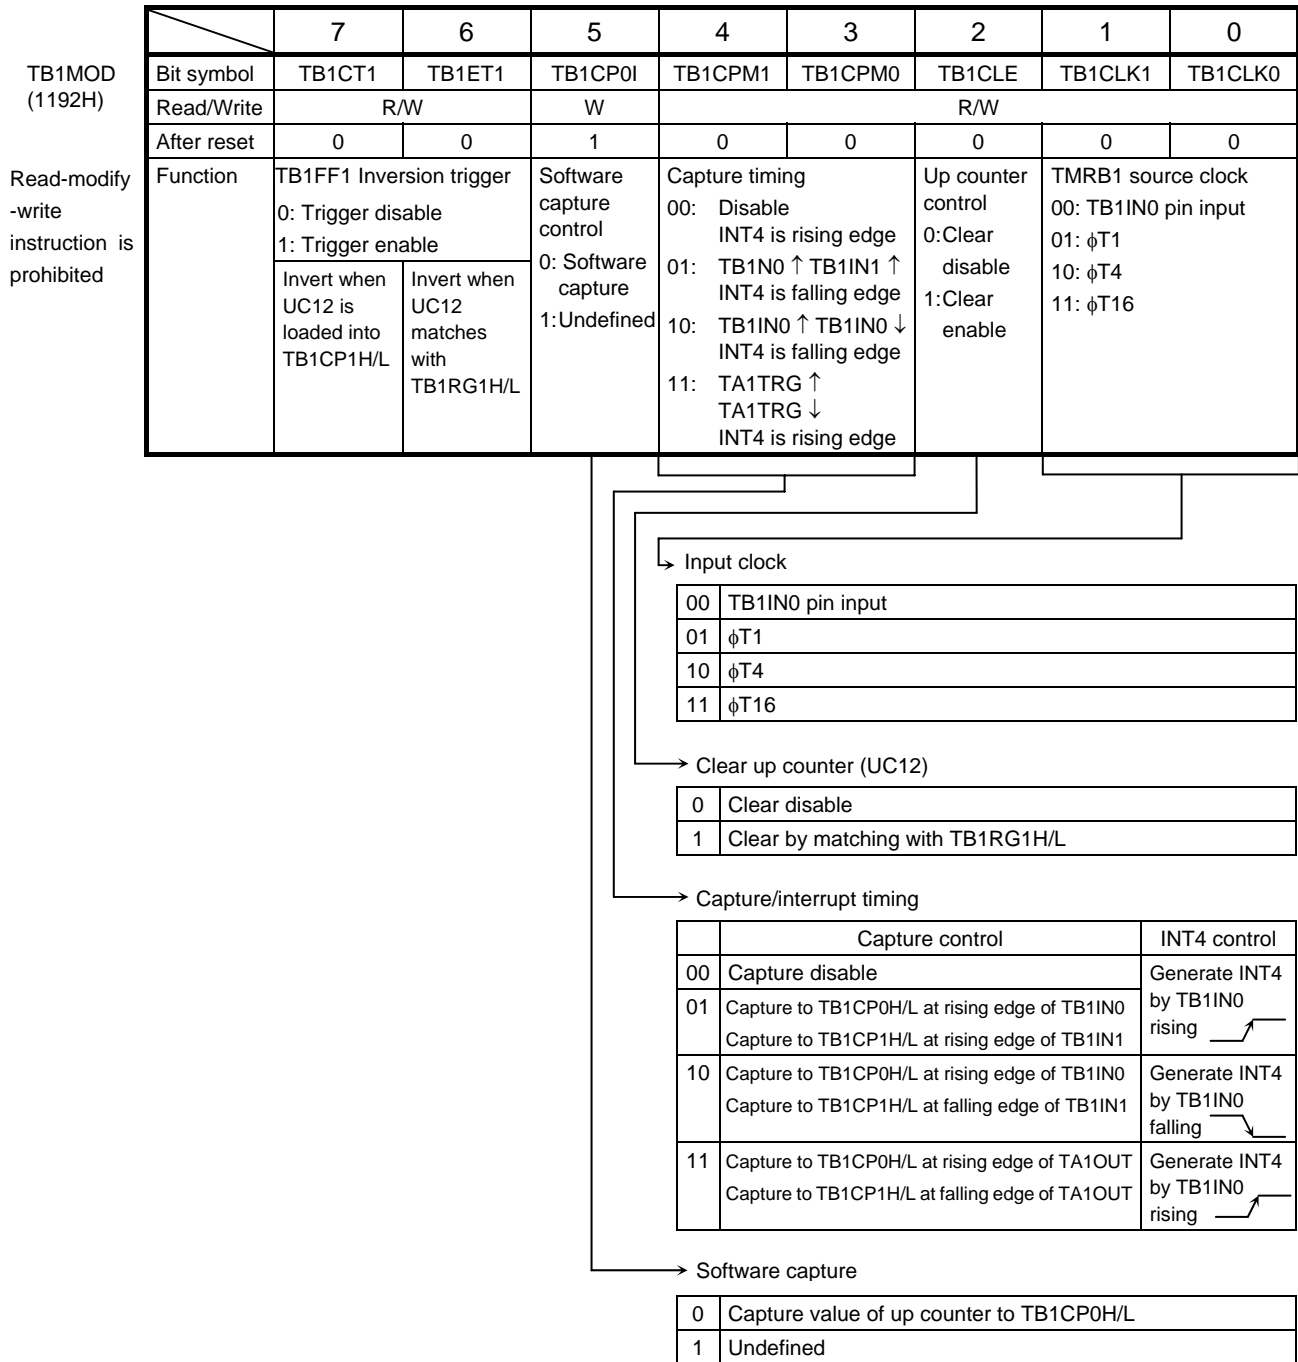 7 6 5 4 3 2 1 0
TB1MOD
(1192H)
Bit symbol TB1CT1 TB1ET1 TB1CP0I TB1CPM1 TB1CPM0 TB1CLE TB1CLK1 TB1CLK0
Read/Write R/W W R/W
After reset 0 0 1 0 0 0 0 0
Read-modify
-write
instruction is
prohibited
Function
TB1FF1 Inversion trigger
0: Trigger disable
1: Trigger enable
Invert when
UC12 is
loaded into
TB1CP1H/L
Invert when
UC12
matches
with
TB1RG1H/L
Software
capture
control
0: Software
capture
1:Undefined
Capture timing
00: Disable
INT4 is rising edge
01: TB1N0 ↑ TB1IN1 ↑
INT4 is falling edge
10: TB1IN0 ↑ TB1IN0 ↓
INT4 is falling edge
11: TA1TRG ↑
TA1TRG ↓
INT4 is rising edge
Up counter
control
0:Clear
disable
1:Clear
enable
TMRB1 source clock
00: TB1IN0 pin input
01: ϕT1
10: ϕT4
11: ϕT16
Input clock
00 TB1IN0 pin input
01 ϕT1
10 ϕT4
11 ϕT16
Clear up counter (UC12)
0 Clear disable
1 Clear by matching with TB1RG1H/L
Capture/interrupt timing
Capture control INT4 control
00 Capture disable
01 Capture to TB1CP0H/L at rising edge of TB1IN0
Capture to TB1CP1H/L at rising edge of TB1IN1
Generate INT4
by TB1IN0
rising
10 Capture to TB1CP0H/L at rising edge of TB1IN0
Capture to TB1CP1H/L at falling edge of TB1IN1
Generate INT4
by TB1IN0
falling
11 Capture to TB1CP0H/L at rising edge of TA1OUT
Capture to TB1CP1H/L at falling edge of TA1OUT
Generate INT4
by TB1IN0
rising
Software capture
0 Capture value of up counter to TB1CP0H/L
1 Undefined